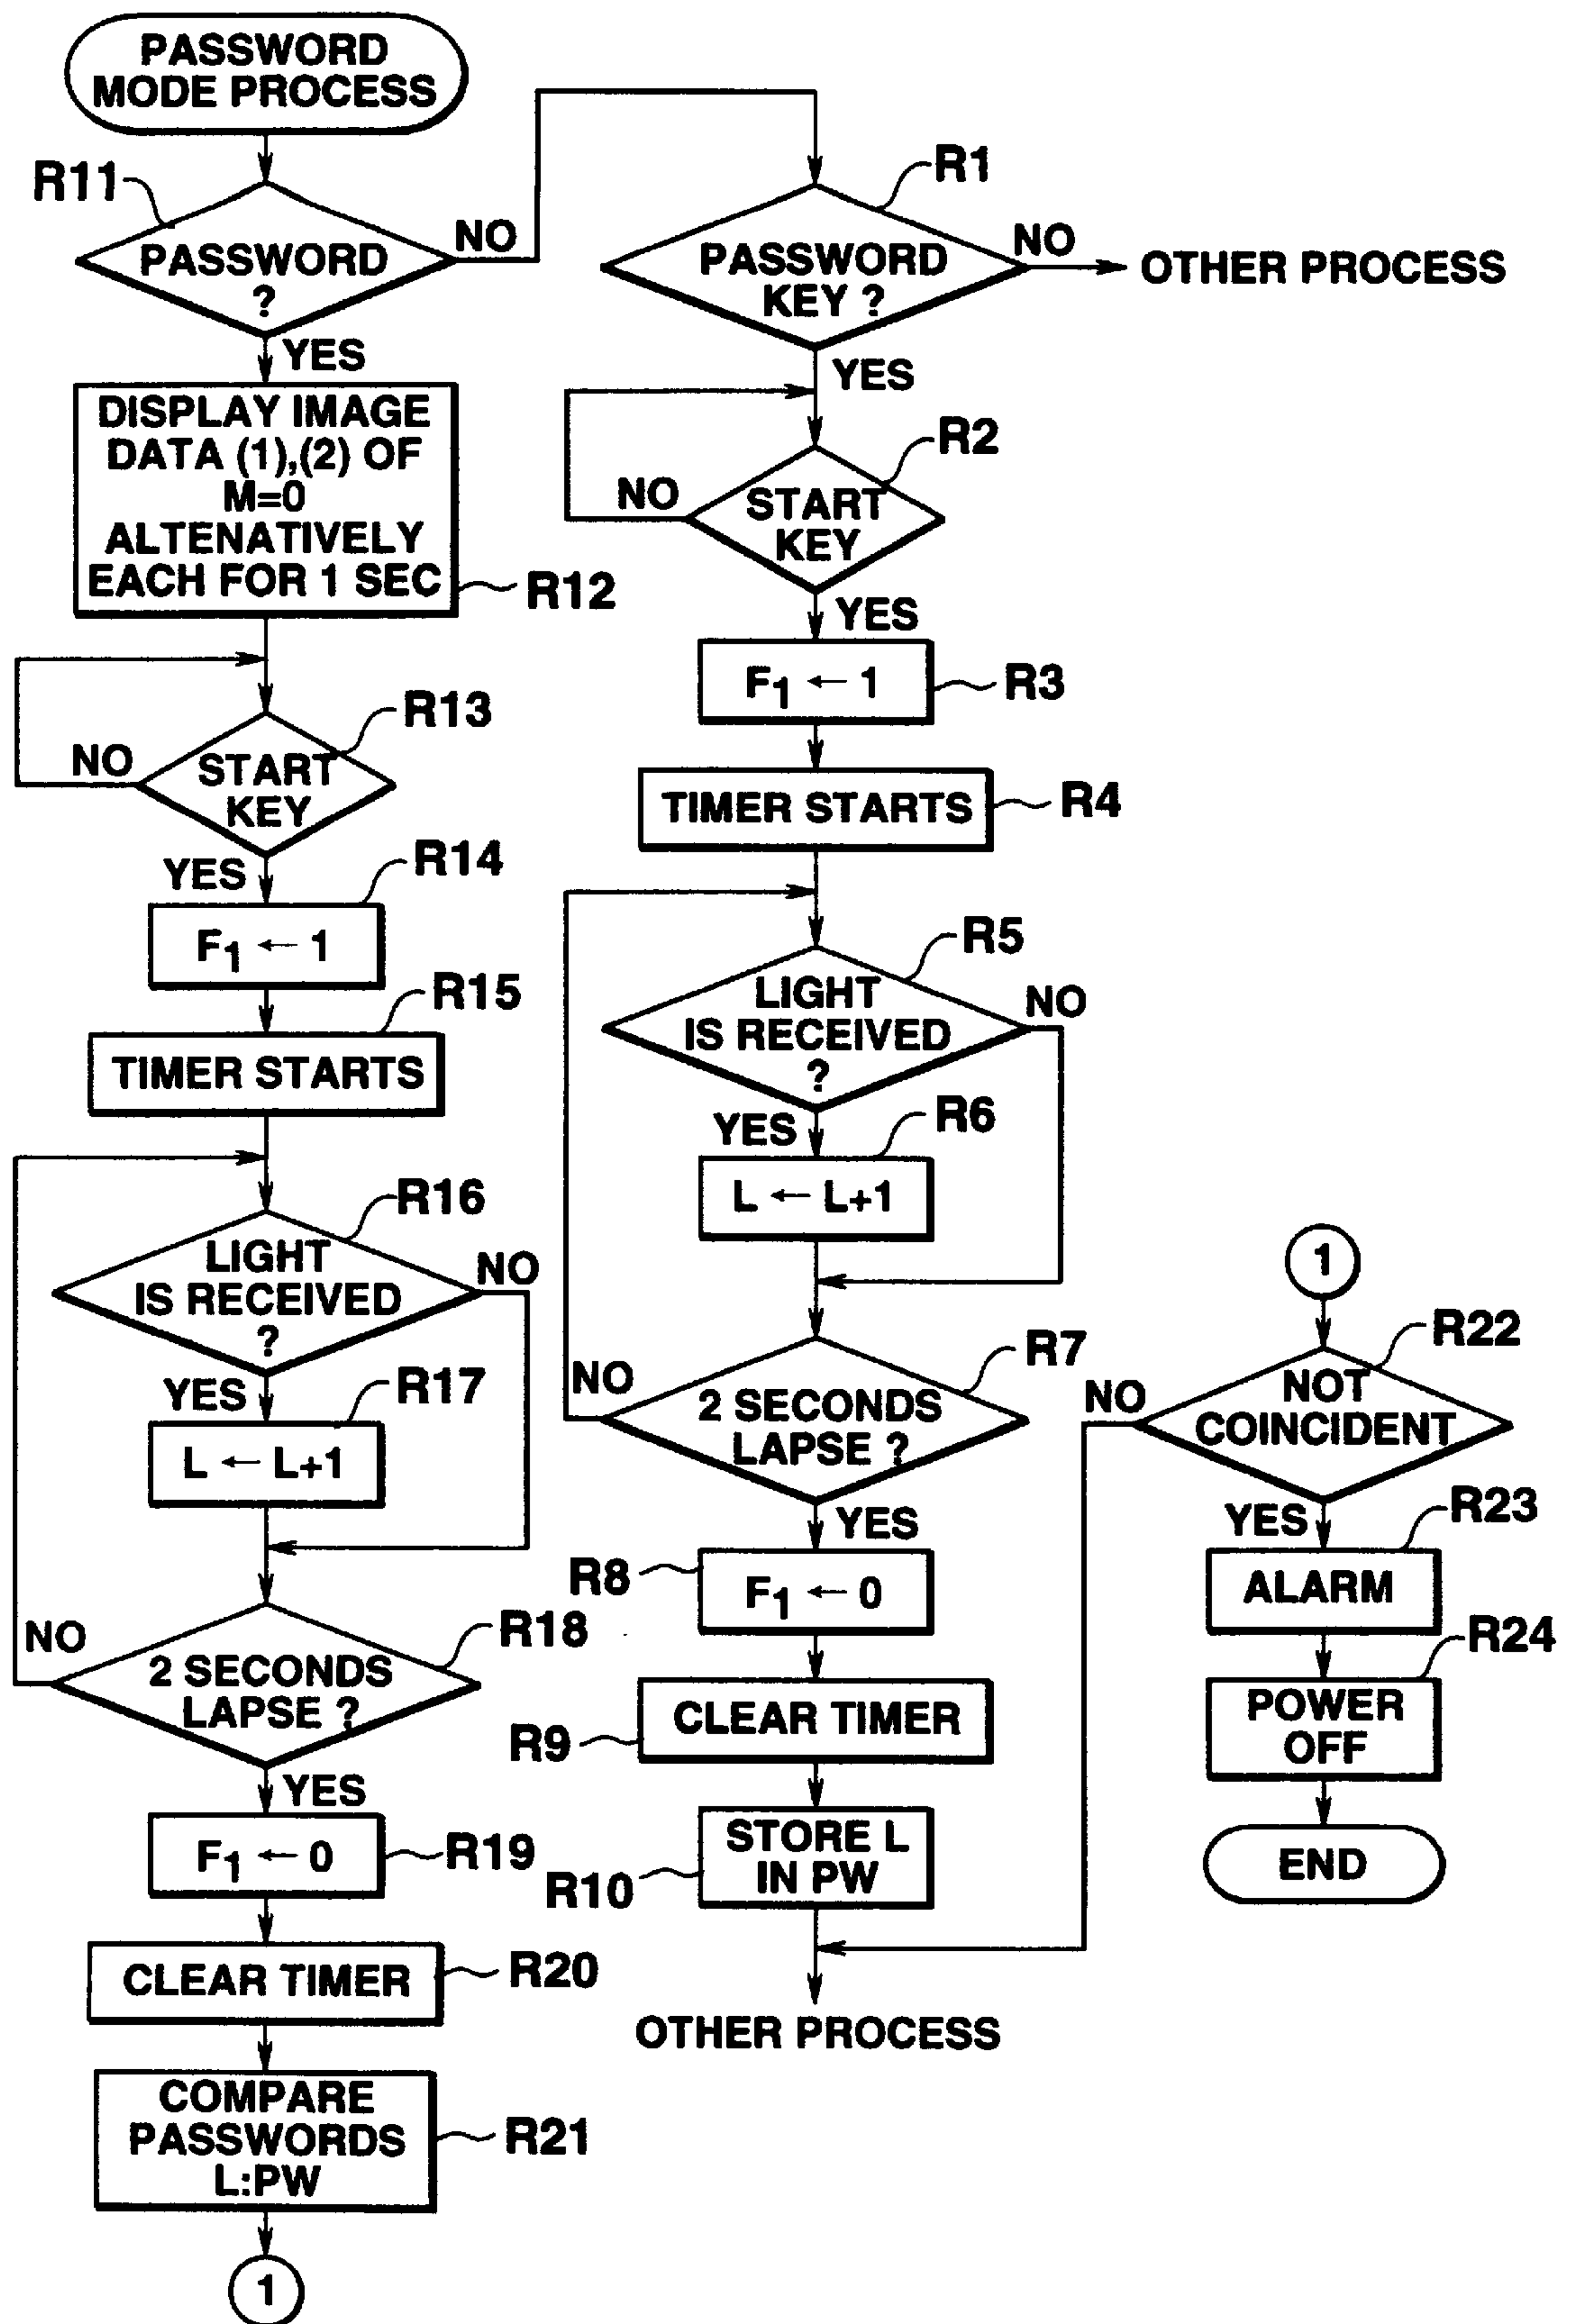 PASSWORD
MODE PROCESS
R11
PASSWORD
?
NO
YES
DISPLAY IMAGE
DATA (1),(2) OF
M=0
ALTENATIVELY
EACH FOR 1 SEC
R12
R13
START
KEY
NO
YES
R14
F1 ← 1
R15
TIMER STARTS
R16
LIGHT
IS RECEIVED
?
NO
YES
R17
L ← L+1
R18
2 SECONDS
LAPSE ?
NO
YES
F1 ← 0
R19
CLEAR TIMER
R20
COMPARE
PASSWORDS
L:PW
R21
1
R1
PASSWORD
KEY ?
NO
OTHER PROCESS
YES
R2
START
KEY
NO
YES
F1 ← 1
R3
TIMER STARTS
R4
R5
LIGHT
IS RECEIVED
?
NO
YES
R6
L ← L+1
R7
2 SECONDS
LAPSE ?
NO
YES
R8
F1 ← 0
CLEAR TIMER
R9
STORE L
IN PW
R10
OTHER PROCESS
1
R22
NOT
COINCIDENT
NO
YES
R23
ALARM
R24
POWER
OFF
END